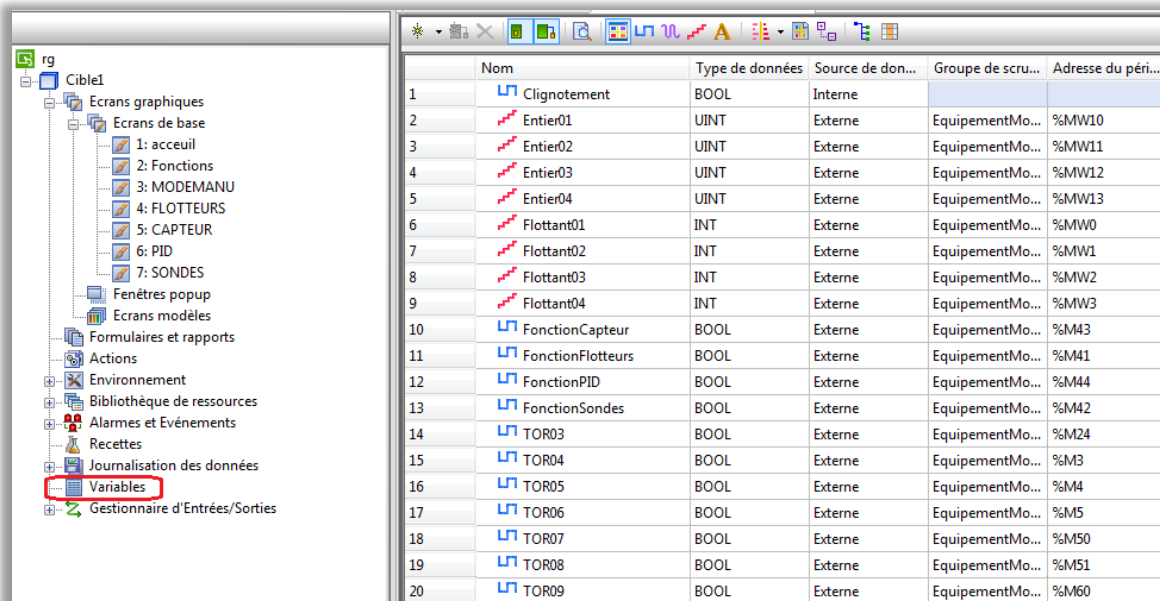 rg
Cible1
Ecrans graphiques
Ecrans de base
1: acceuil
2: Fonctions
3: MODEMANU
4: FLOTTEURS
5: CAPTEUR
6: PID
7: SONDES
Fenêtres popup
Ecrans modèles
Formulaires et rapports
Actions
Environnement
Bibliothèque de ressources
Alarmes et Evénements
Recettes
Journalisation des données
Variables
Gestionnaire d'Entrées/Sorties
Nom Type de données Source de don... Groupe de scru... Adresse du péri...
1 Clignotement BOOL Interne
2 Entier01 UINT Externe EquipementMo... %MW10
3 Entier02 UINT Externe EquipementMo... %MW11
4 Entier03 UINT Externe EquipementMo... %MW12
5 Entier04 UINT Externe EquipementMo... %MW13
6 Flottant01 INT Externe EquipementMo... %MW0
7 Flottant02 INT Externe EquipementMo... %MW1
8 Flottant03 INT Externe EquipementMo... %MW2
9 Flottant04 INT Externe EquipementMo... %MW3
10 FonctionCapteur BOOL Externe EquipementMo... %M43
11 FonctionFlotteurs BOOL Externe EquipementMo... %M41
12 FonctionPID BOOL Externe EquipementMo... %M44
13 FonctionSondes BOOL Externe EquipementMo... %M42
14 TOR03 BOOL Externe EquipementMo... %M24
15 TOR04 BOOL Externe EquipementMo... %M3
16 TOR05 BOOL Externe EquipementMo... %M4
17 TOR06 BOOL Externe EquipementMo... %M5
18 TOR07 BOOL Externe EquipementMo... %M50
19 TOR08 BOOL Externe EquipementMo... %M51
20 TOR09 BOOL Externe EquipementMo... %M60